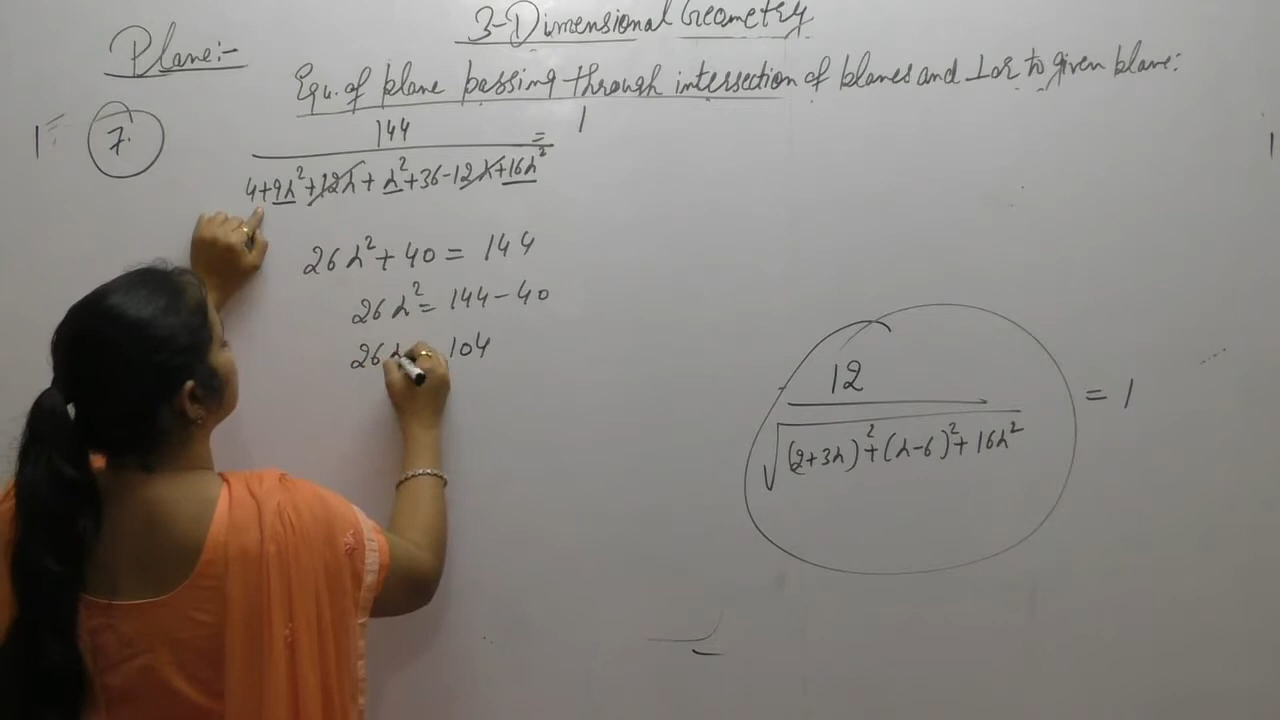 3-Dimensional Geometry
Plane:-
Equ. of plane passing through intersection of planes and ⊥ar to given plane:
7.
144 / 4+9λ²+12λ+λ²+36-12λ+16λ² = 1
26λ²+40 = 144
26λ² = 144-40
26λ 104
12 / √(2+3λ)²+(λ-6)²+16λ² = 1